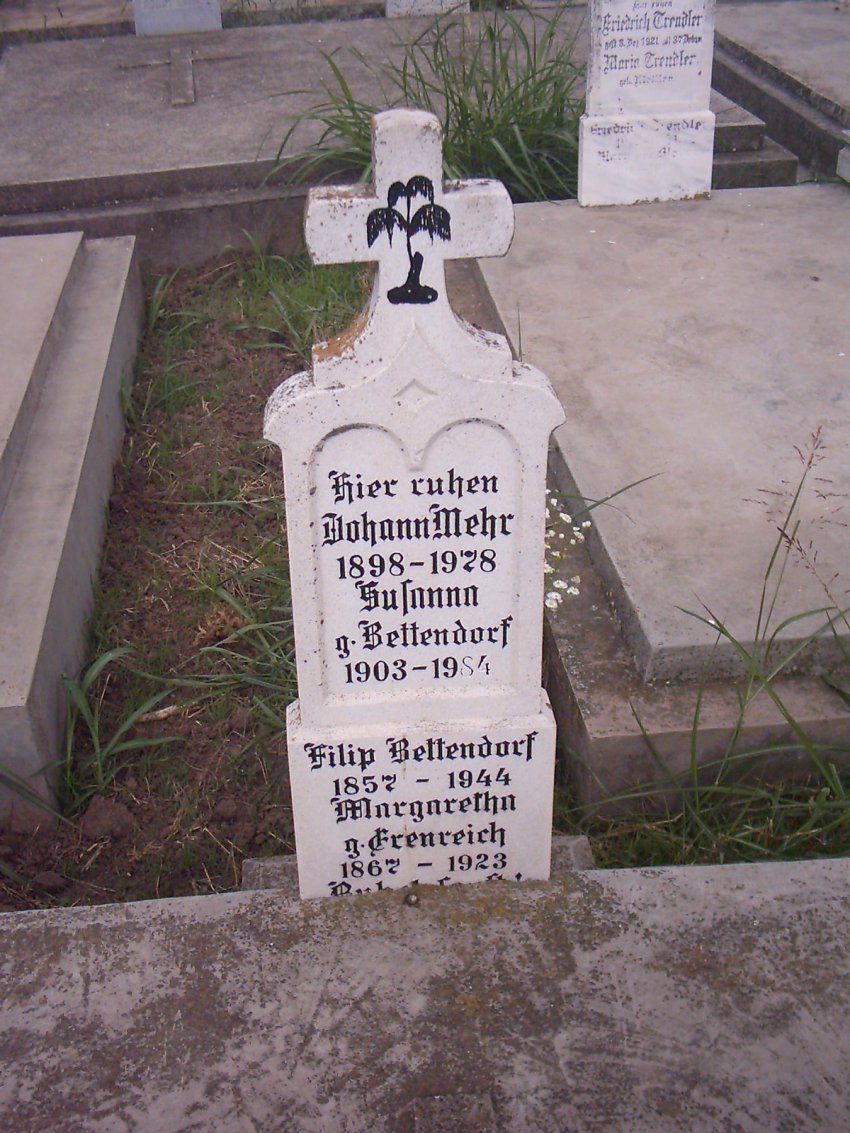 Hier ruhen
Friedrich Trendler
Maria Trendler
Hier ruhen
Johann Mehr
1898-1978
Susanna
g. Bettendorf
1903-1984
Filip Bettendorf
1857 - 1944
Margaretha
g. Erenreich
1867 - 1923